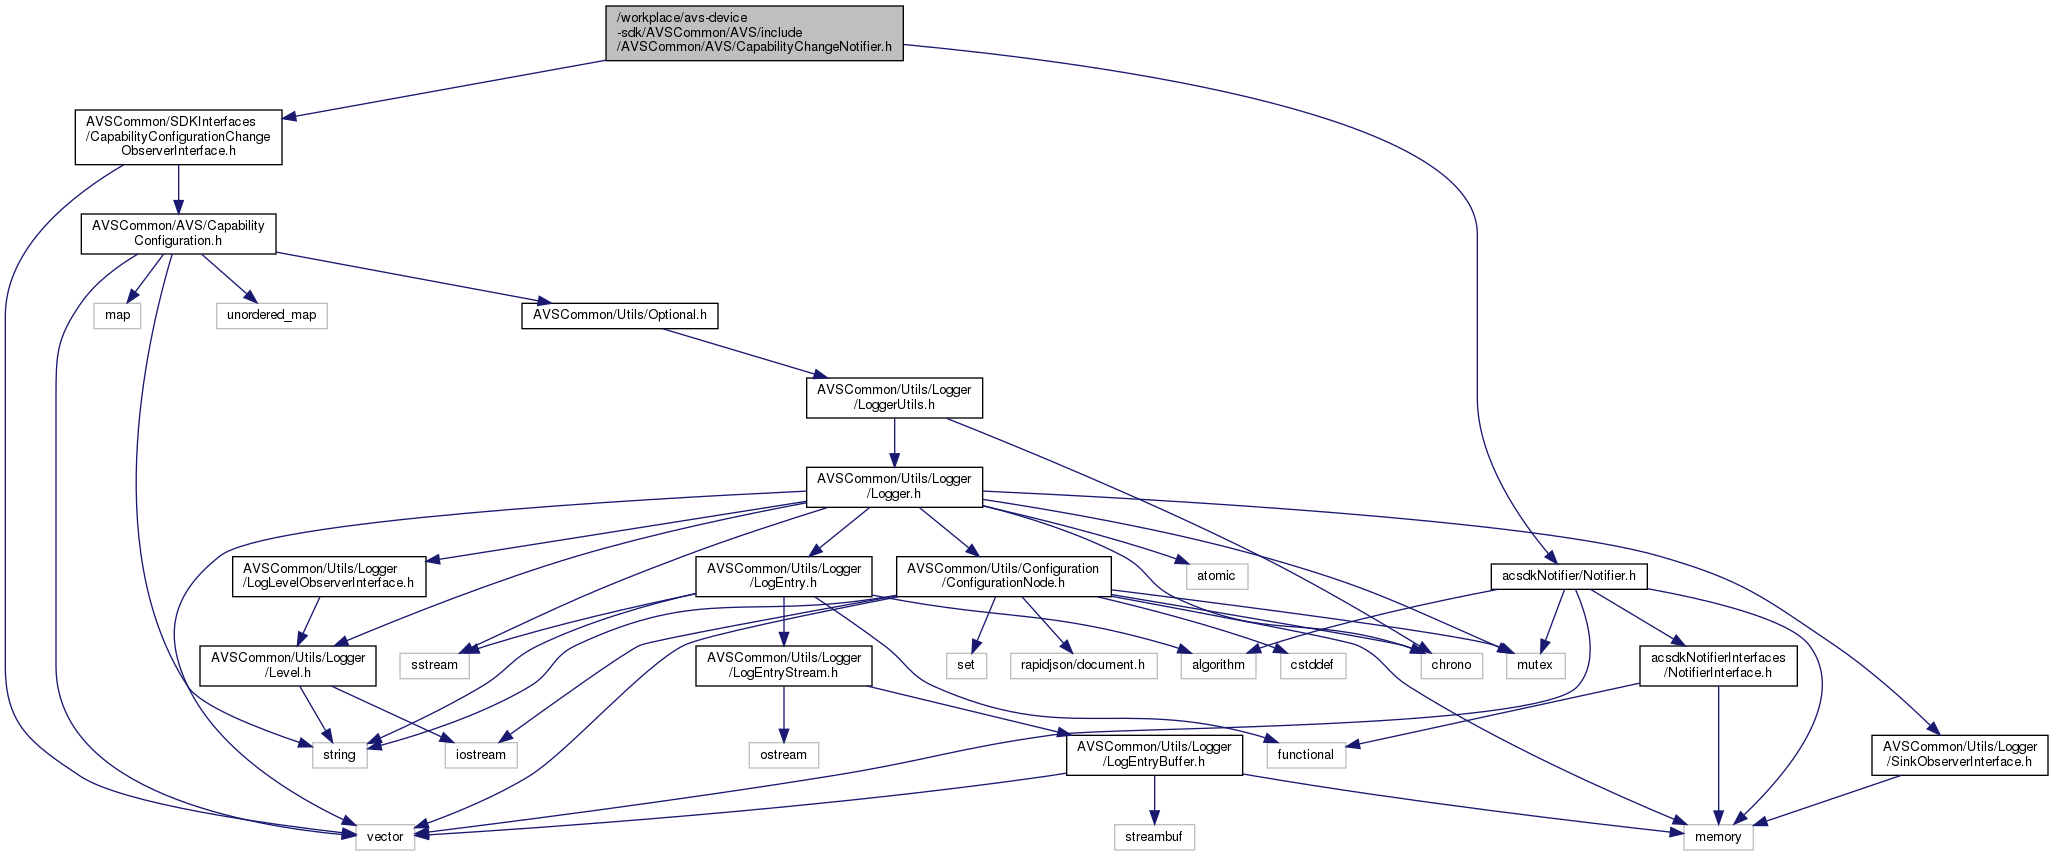 /workplace/avs-device
-sdk/AVSCommon/AVS/include
/AVSCommon/AVS/CapabilityChangeNotifier.h
AVSCommon/SDKInterfaces
/CapabilityConfigurationChange
ObserverInterface.h
AVSCommon/AVS/Capability
Configuration.h
map
unordered_map
AVSCommon/Utils/Optional.h
AVSCommon/Utils/Logger
/LoggerUtils.h
AVSCommon/Utils/Logger
/Logger.h
AVSCommon/Utils/Logger
/LogLevelObserverInterface.h
AVSCommon/Utils/Logger
/LogEntry.h
AVSCommon/Utils/Configuration
/ConfigurationNode.h
atomic
acsdkNotifier/Notifier.h
AVSCommon/Utils/Logger
/Level.h
sstream
AVSCommon/Utils/Logger
/LogEntryStream.h
set
rapidjson/document.h
algorithm
cstddef
chrono
mutex
acsdkNotifierInterfaces
/NotifierInterface.h
string
iostream
ostream
AVSCommon/Utils/Logger
/LogEntryBuffer.h
functional
AVSCommon/Utils/Logger
/SinkObserverInterface.h
vector
streambuf
memory